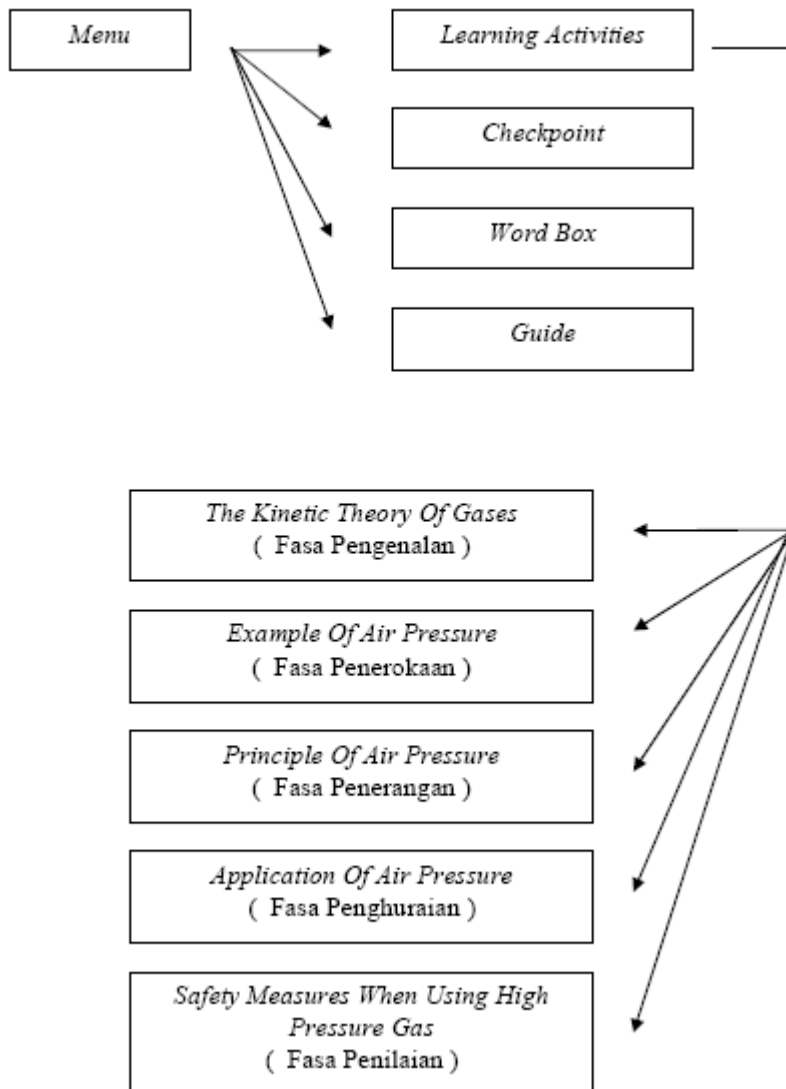 Menu
Learning Activities
Checkpoint
Word Box
Guide
The Kinetic Theory Of Gases
( Fasa Pengenalan )
Example Of Air Pressure
( Fasa Penerokaan )
Principle Of Air Pressure
( Fasa Penerangan )
Application Of Air Pressure
( Fasa Penghuraian )
Safety Measures When Using High
Pressure Gas
( Fasa Penilaian )